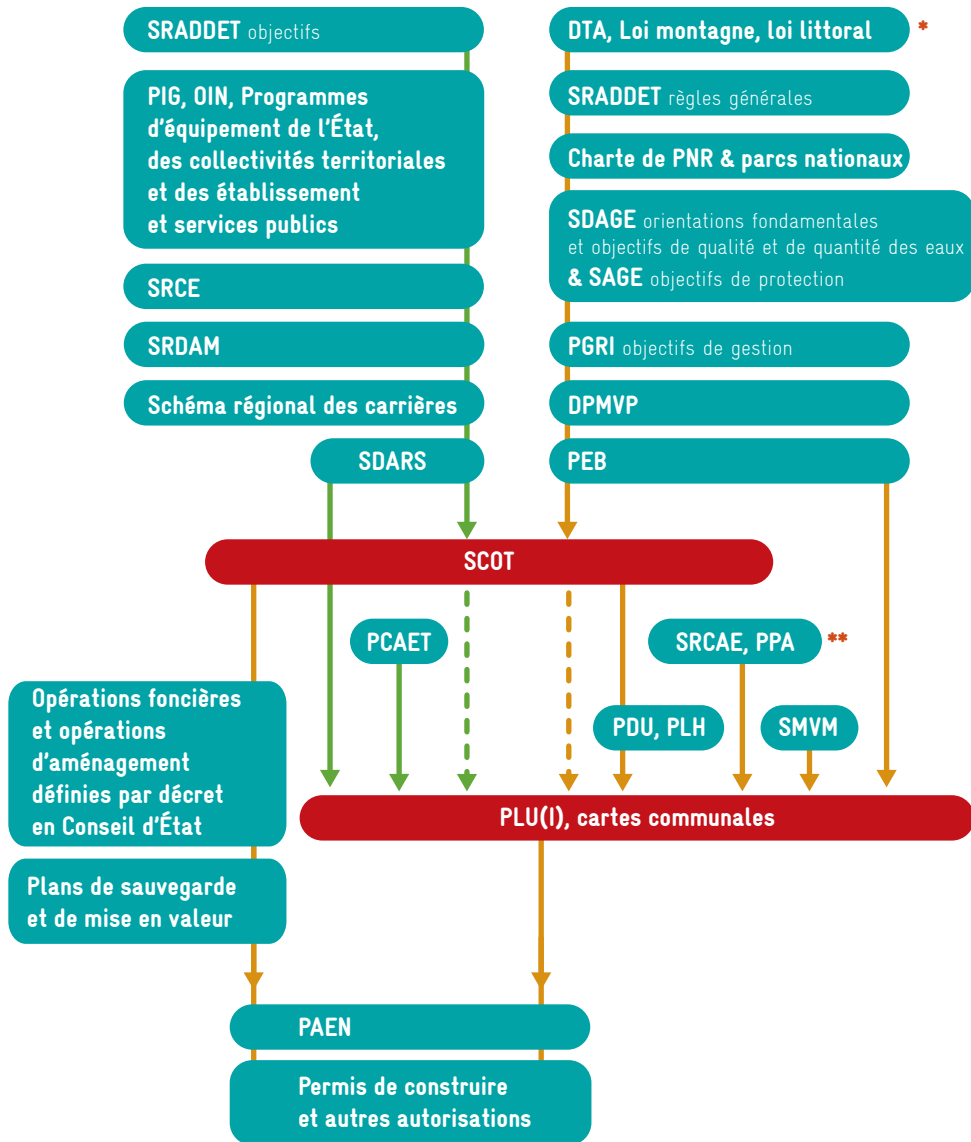 SRADDET objectifs
PIG, OIN, Programmes
d'équipement de l'État,
des collectivités territoriales
et des établissement
et services publics
SRCE
SRDAM
Schéma régional des carrières
SDARS
DTA, Loi montagne, loi littoral *
SRADDET règles générales
Charte de PNR & parcs nationaux
SDAGE orientations fondamentales
et objectifs de qualité et de quantité des eaux
& SAGE objectifs de protection
PGRI objectifs de gestion
DPMVP
PEB
SCOT
PCAET
SRCAE, PPA **
PDU, PLH
SMVM
Opérations foncières
et opérations
d'aménagement
définies par décret
en Conseil d'État
PLU(I), cartes communales
Plans de sauvegarde
et de mise en valeur
PAEN
Permis de construire
et autres autorisations